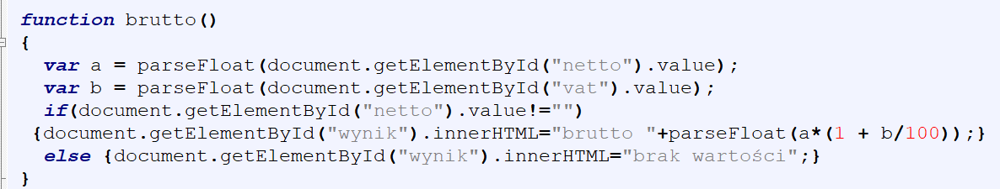 function brutto()
{
var a = parseFloat(document.getElementById("netto").value);
var b = parseFloat(document.getElementById("vat").value);
if(document.getElementById("netto").value!="")
{document.getElementById("wynik").innerHTML="brutto "+parseFloat(a*(1 + b/100));}
else {document.getElementById("wynik").innerHTML="brak wartości";}
}